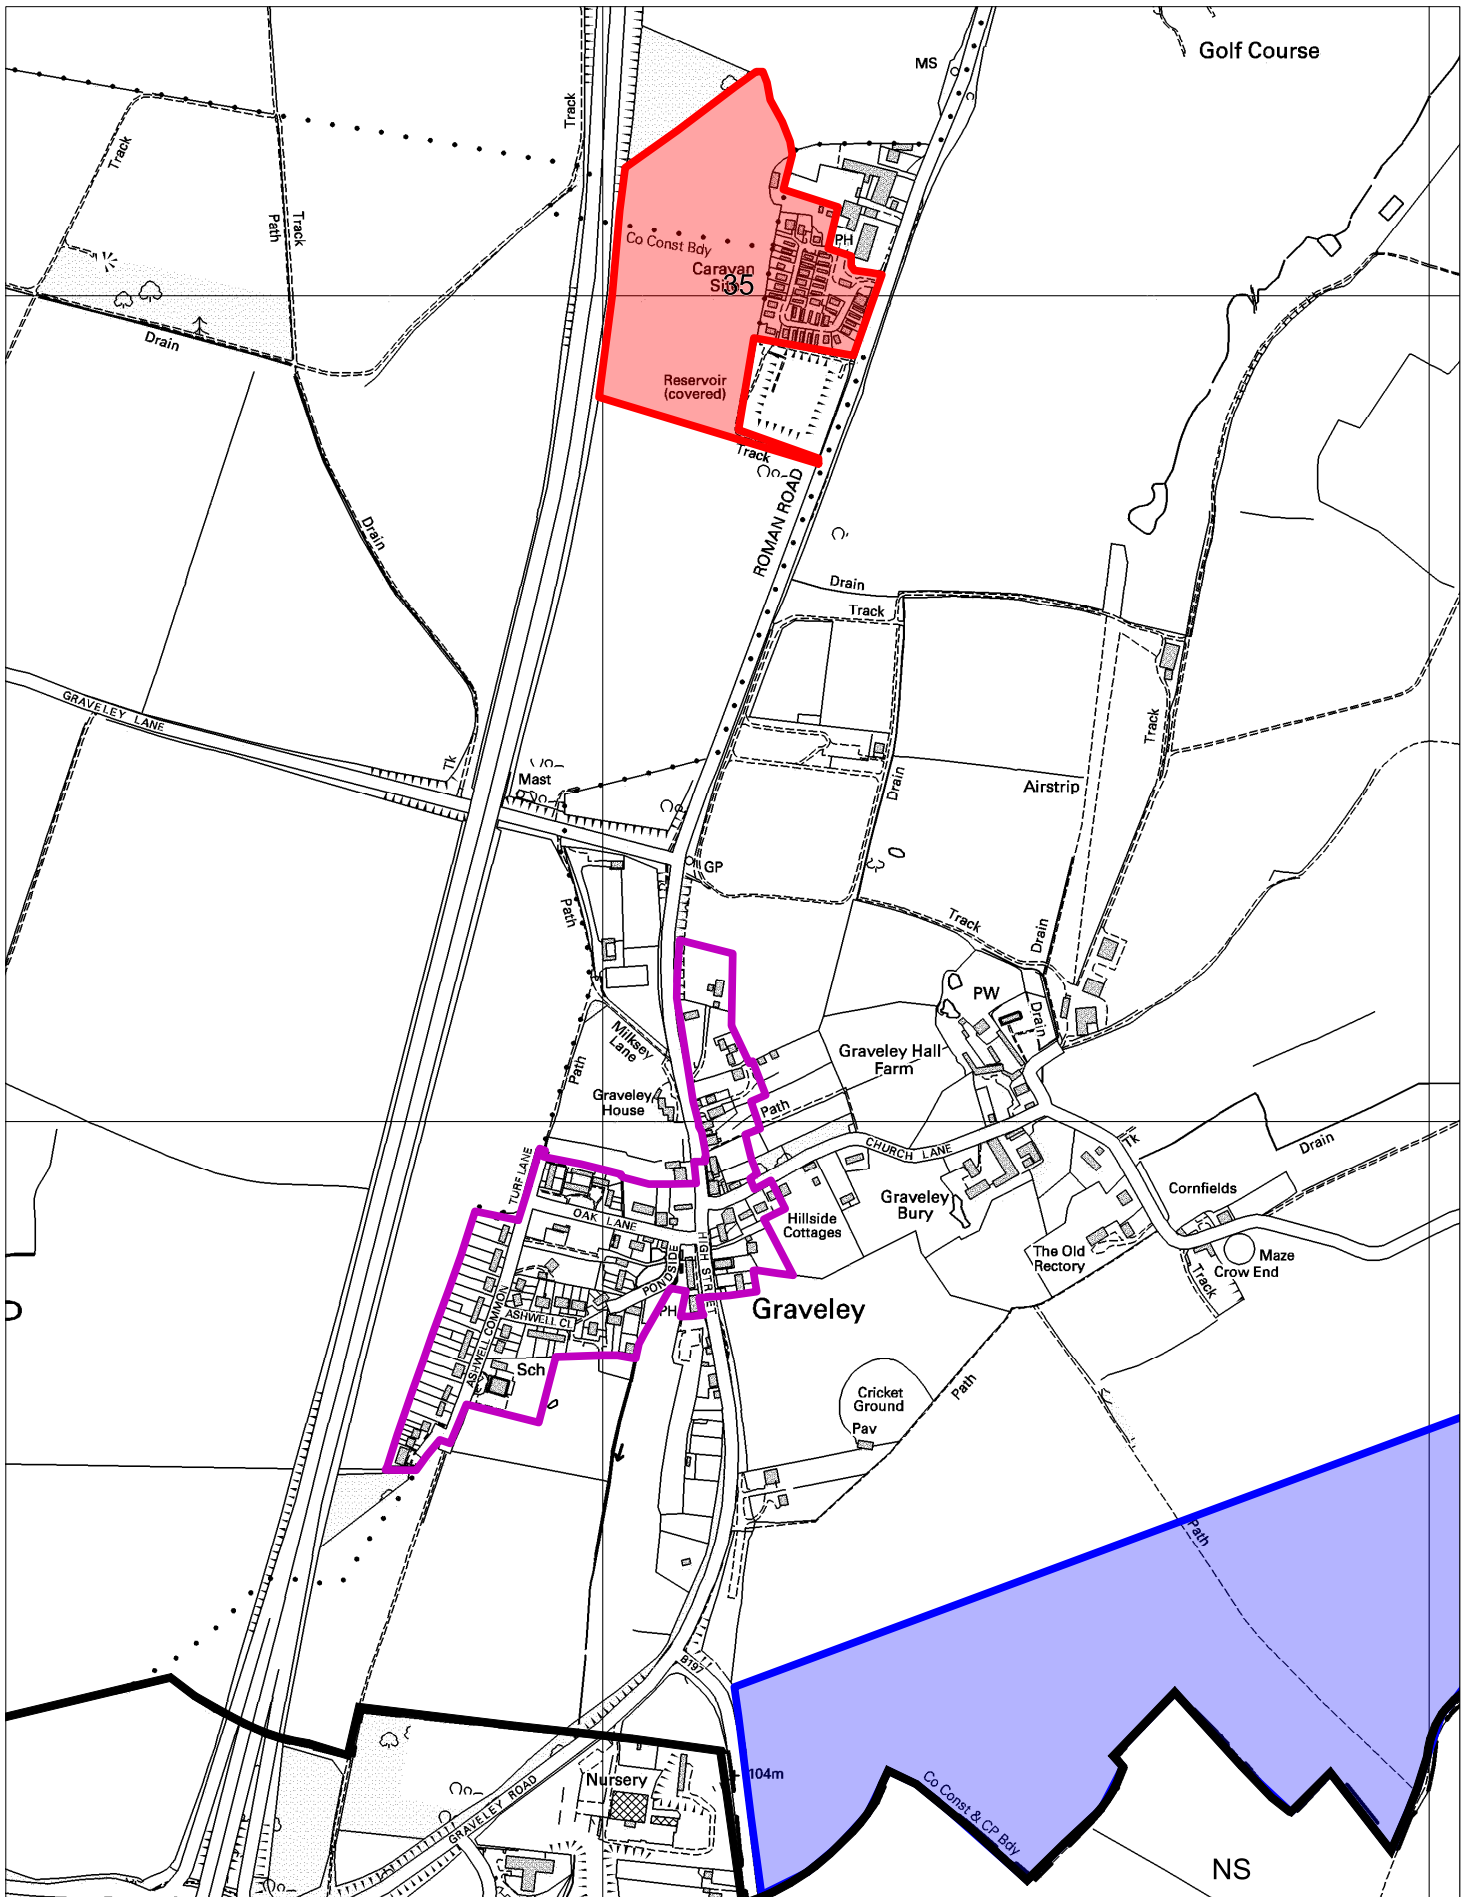 Golf Course
MS
C
Track
Track
Track
Path
Co Const Bdy
PH
Caravan
Site
35
Drain
Reservoir
(covered)
Track
ROMAN ROAD
Drain
Drain
Track
GRAVELEY LANE
Tk
Mast
Track
Drain
Airstrip
GP
Path
Track
Drain
PW
Drain
Milksey
Lane
Path
Graveley Hall
Farm
Graveley
House
Path
CHURCH LANE
Tk
Drain
TURF LANE
Cornfields
OAK LANE
Graveley
Bury
Hillside
Cottages
HIGH STREET
PONDSIDE
The Old
Rectory
Maze
Crow End
Track
ASHWELL COMMON
ASHWELL CL
PH
Graveley
Sch
Cricket
Ground
Pav
Path
Path
B197
Nursery
104m
GRAVELEY ROAD
Co Const & CP Bdy
NS